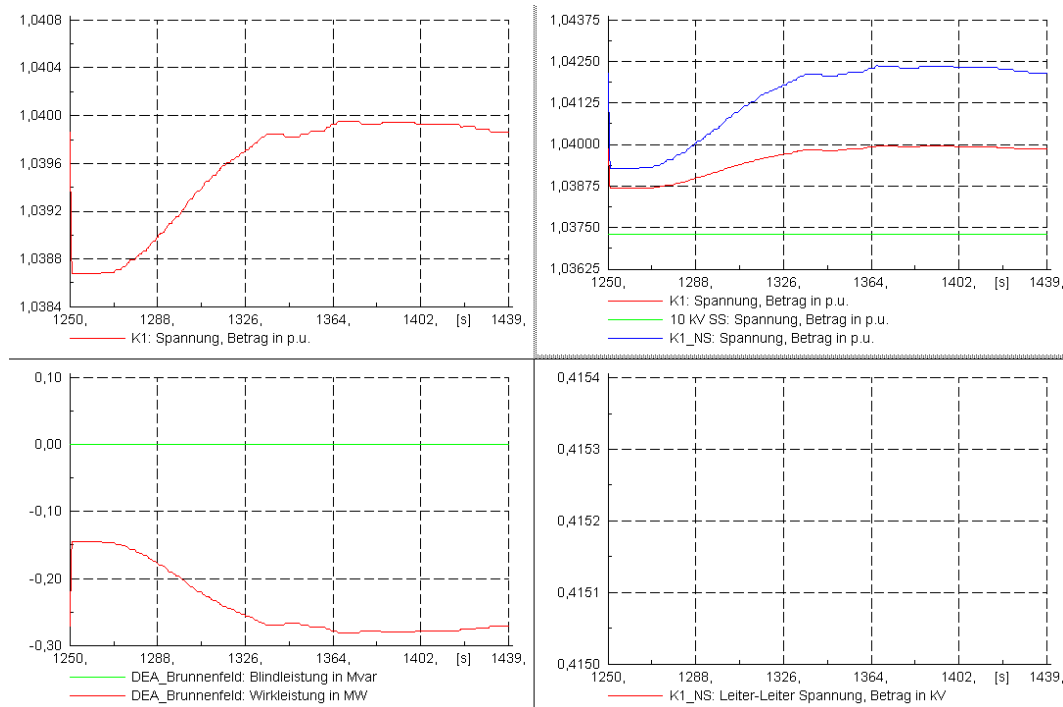 1,0408
1,0404
1,0400
1,0396
1,0392
1,0388
1,0384
1250, 1288, 1326, 1364, 1402, [s] 1439,
K1: Spannung, Betrag in p.u.
1,04375
1,04250
1,04125
1,04000
1,03875
1,03750
1,03625
1250, 1288, 1326, 1364, 1402, [s] 1439,
K1: Spannung, Betrag in p.u.
10 kV SS: Spannung, Betrag in p.u.
K1_NS: Spannung, Betrag in p.u.
0,10
0,00
-0,10
-0,20
-0,30
1250, 1288, 1326, 1364, 1402, [s] 1439,
DEA_Brunnenfeld: Blindleistung in Mvar
DEA_Brunnenfeld: Wirkleistung in MW
0,4154
0,4153
0,4152
0,4151
0,4150
1250, 1288, 1326, 1364, 1402, [s] 1439,
K1_NS: Leiter-Leiter Spannung, Betrag in kV